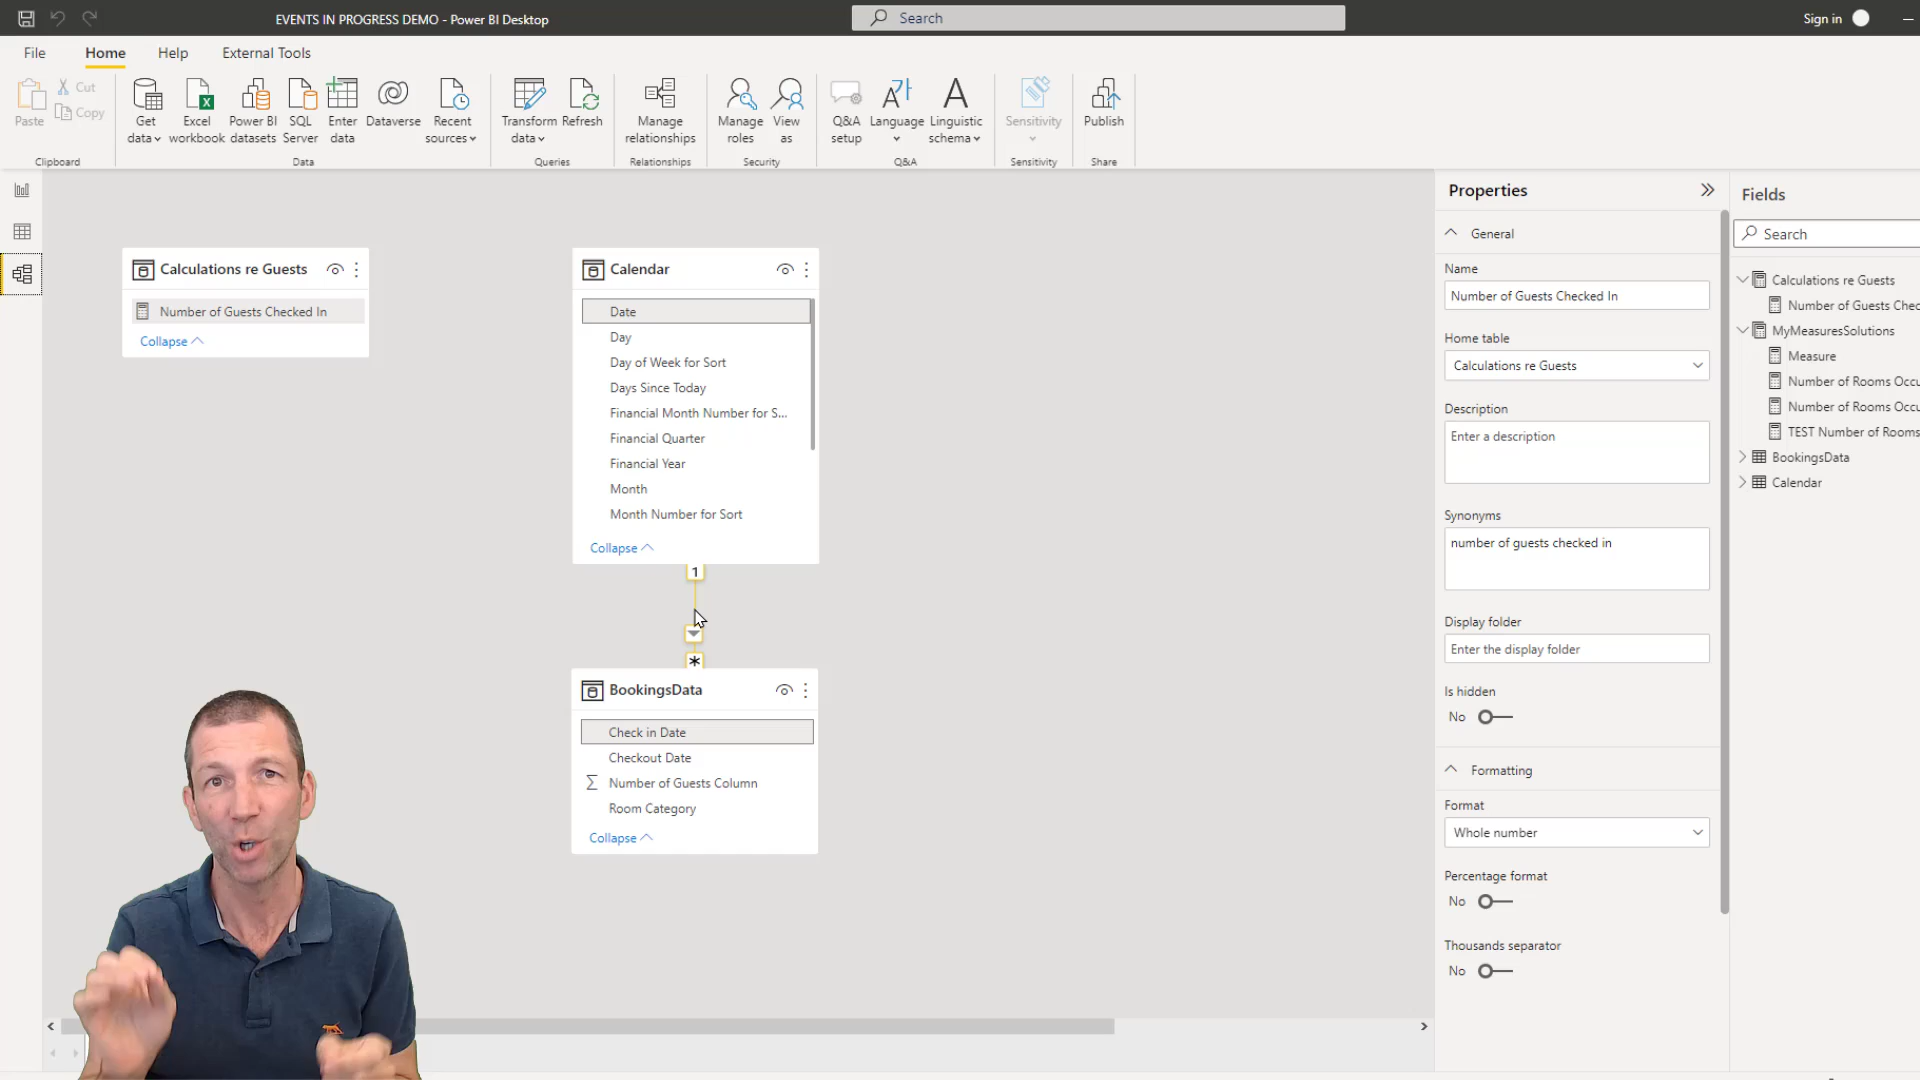 EVENTS IN PROGRESS DEMO - Power BI Desktop
Search
Sign in
File
Home
Help
External Tools
Paste
Cut
Copy
Get data
Excel workbook
Power BI datasets
SQL Server
Enter data
Dataverse
Recent sources
Transform data
Refresh
Manage relationships
Manage roles
View as
Q&A setup
Language
Linguistic schema
Sensitivity
Publish
Clipboard
Data
Queries
Relationships
Security
Q&A
Sensitivity
Share
Calculations re Guests
Number of Guests Checked In
Collapse
Calendar
Date
Day
Day of Week for Sort
Days Since Today
Financial Month Number for S...
Financial Quarter
Financial Year
Month
Month Number for Sort
Collapse
1
*
BookingsData
Check in Date
Checkout Date
Σ Number of Guests Column
Room Category
Collapse
Properties
General
Name
Number of Guests Checked In
Home table
Calculations re Guests
Description
Enter a description
Synonyms
number of guests checked in
Display folder
Enter the display folder
Is hidden
No
Formatting
Format
Whole number
Percentage format
No
Thousands separator
No
Fields
Search
Calculations re Guests
Number of Guests Chec
MyMeasuresSolutions
Measure
Number of Rooms Occu
Number of Rooms Occu
TEST Number of Rooms
BookingsData
Calendar